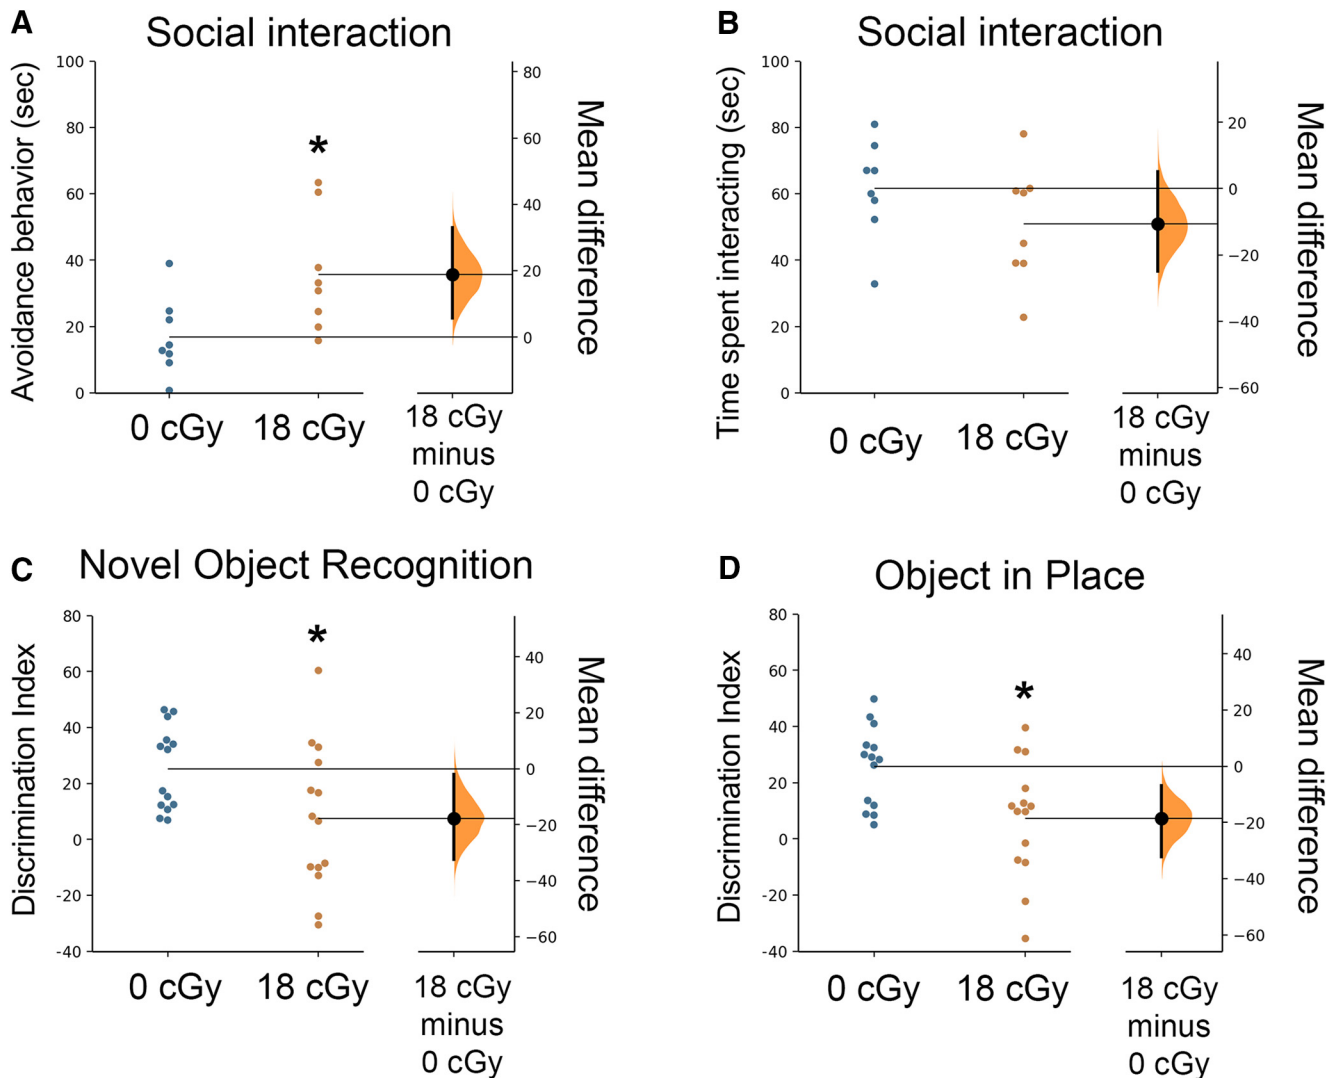 A
Social interaction
Avoidance behavior (sec)
100
80
60
40
20
0
*
80
60
40
20
0
Mean difference
0 cGy
18 cGy
18 cGy
minus
0 cGy
B
Social interaction
Time spent interacting (sec)
100
80
60
40
20
0
20
0
−20
−40
−60
Mean difference
0 cGy
18 cGy
18 cGy
minus
0 cGy
C
Novel Object Recognition
Discrimination Index
80
60
40
20
0
-20
-40
*
40
20
0
−20
−40
−60
Mean difference
0 cGy
18 cGy
18 cGy
minus
0 cGy
D
Object in Place
Discrimination Index
80
60
40
20
0
-20
-40
*
40
20
0
−20
−40
−60
Mean difference
0 cGy
18 cGy
18 cGy
minus
0 cGy